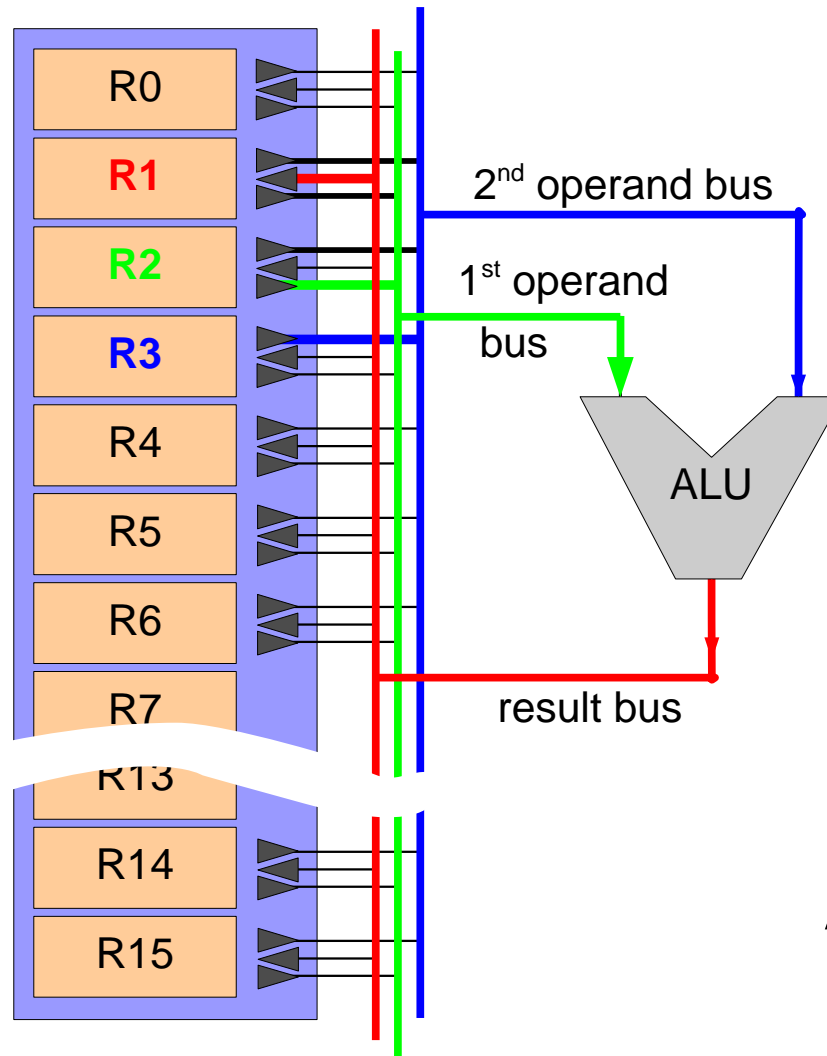 R0
R1
R2
R3
R4
R5
R6
R7
R13
R14
R15
2nd operand bus
1st operand
bus
ALU
result bus